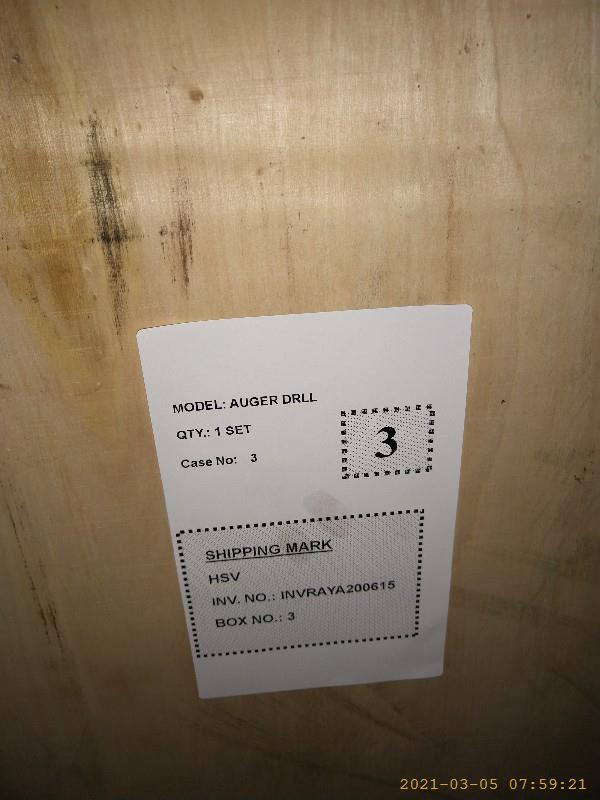 MODEL: AUGER DRLL
QTY.: 1 SET
Case No: 3
3
SHIPPING MARK
HSV
INV. NO.: INVRAYA200615
BOX NO.: 3
2021-03-05 07:59:21